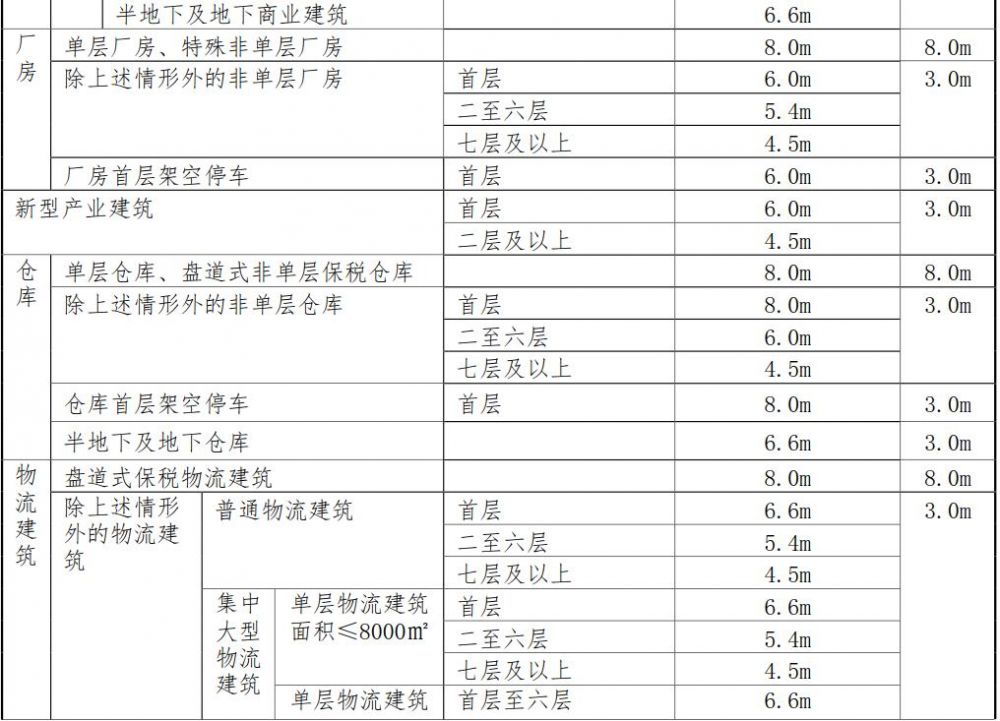 半地下及地下商业建筑 6.6m
厂房 单层厂房、特殊非单层厂房 8.0m 8.0m
除上述情形外的非单层厂房 首层 6.0m 3.0m
二至六层 5.4m
七层及以上 4.5m
厂房首层架空停车 首层 6.0m 3.0m
新型产业建筑 首层 6.0m 3.0m
二层及以上 4.5m
仓库 单层仓库、盘道式非单层保税仓库 8.0m 8.0m
除上述情形外的非单层仓库 首层 8.0m 3.0m
二至六层 6.0m
七层及以上 4.5m
仓库首层架空停车 首层 8.0m 3.0m
半地下及地下仓库 6.6m 3.0m
物流建筑 盘道式保税物流建筑 8.0m 8.0m
除上述情形外的物流建筑 普通物流建筑 首层 6.6m 3.0m
二至六层 5.4m
七层及以上 4.5m
集中大型物流建筑 单层物流建筑面积≤8000㎡ 首层 6.6m
二至六层 5.4m
七层及以上 4.5m
单层物流建筑 首层至六层 6.6m